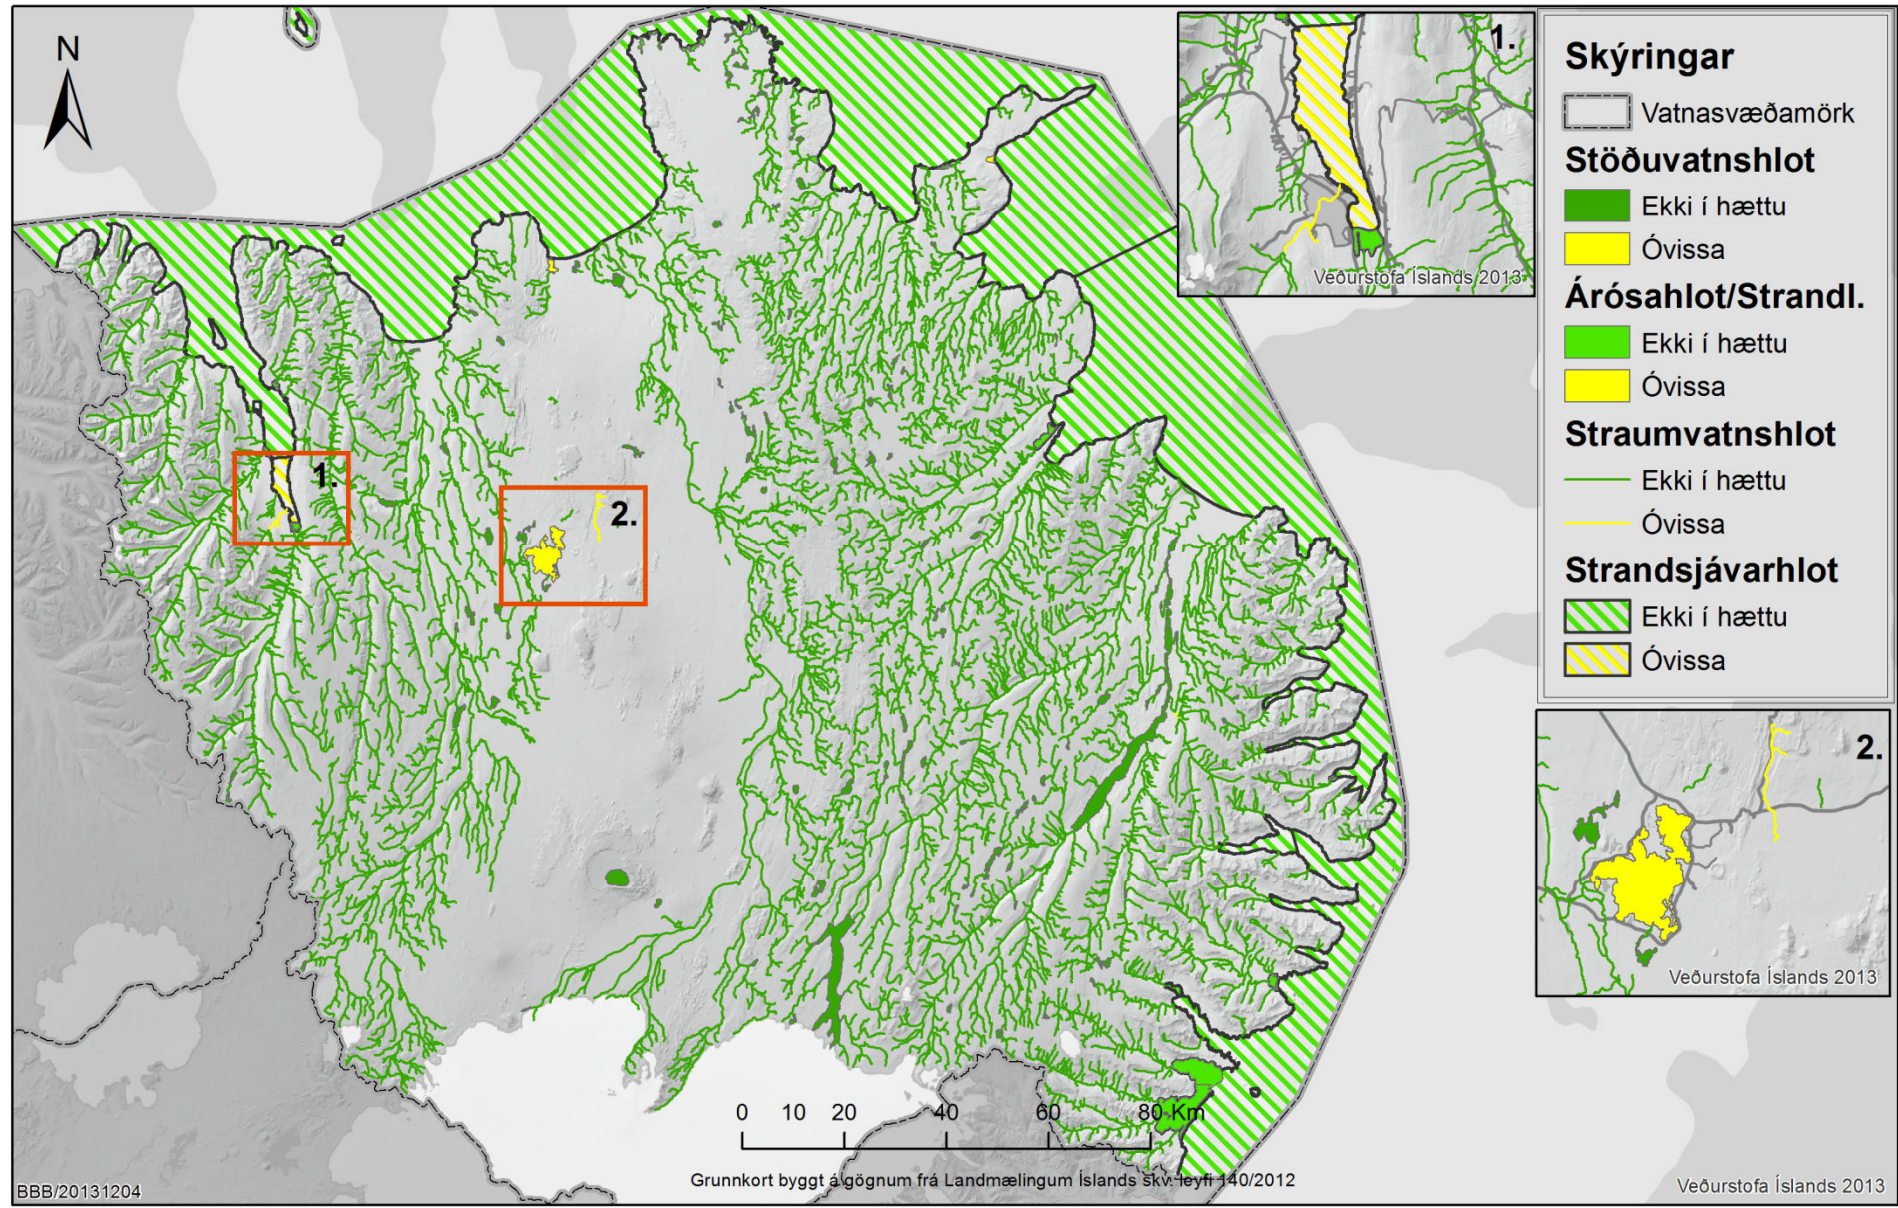 N
1.
2.
1.
Veðurstofa Íslands 2013
Skýringar
Vatnasvæðamörk
Stöðuvatnshlot
Ekki í hættu
Óvissa
Árósahlot/Strandl.
Ekki í hættu
Óvissa
Straumvatnshlot
Ekki í hættu
Óvissa
Strandsjávarhlot
Ekki í hættu
Óvissa
2.
Veðurstofa Íslands 2013
0 10 20 40 60 80 Km
Grunnkort byggt á gögnum frá Landmælingum Íslands skv. leyfi 140/2012
BBB/20131204
Veðurstofa Íslands 2013